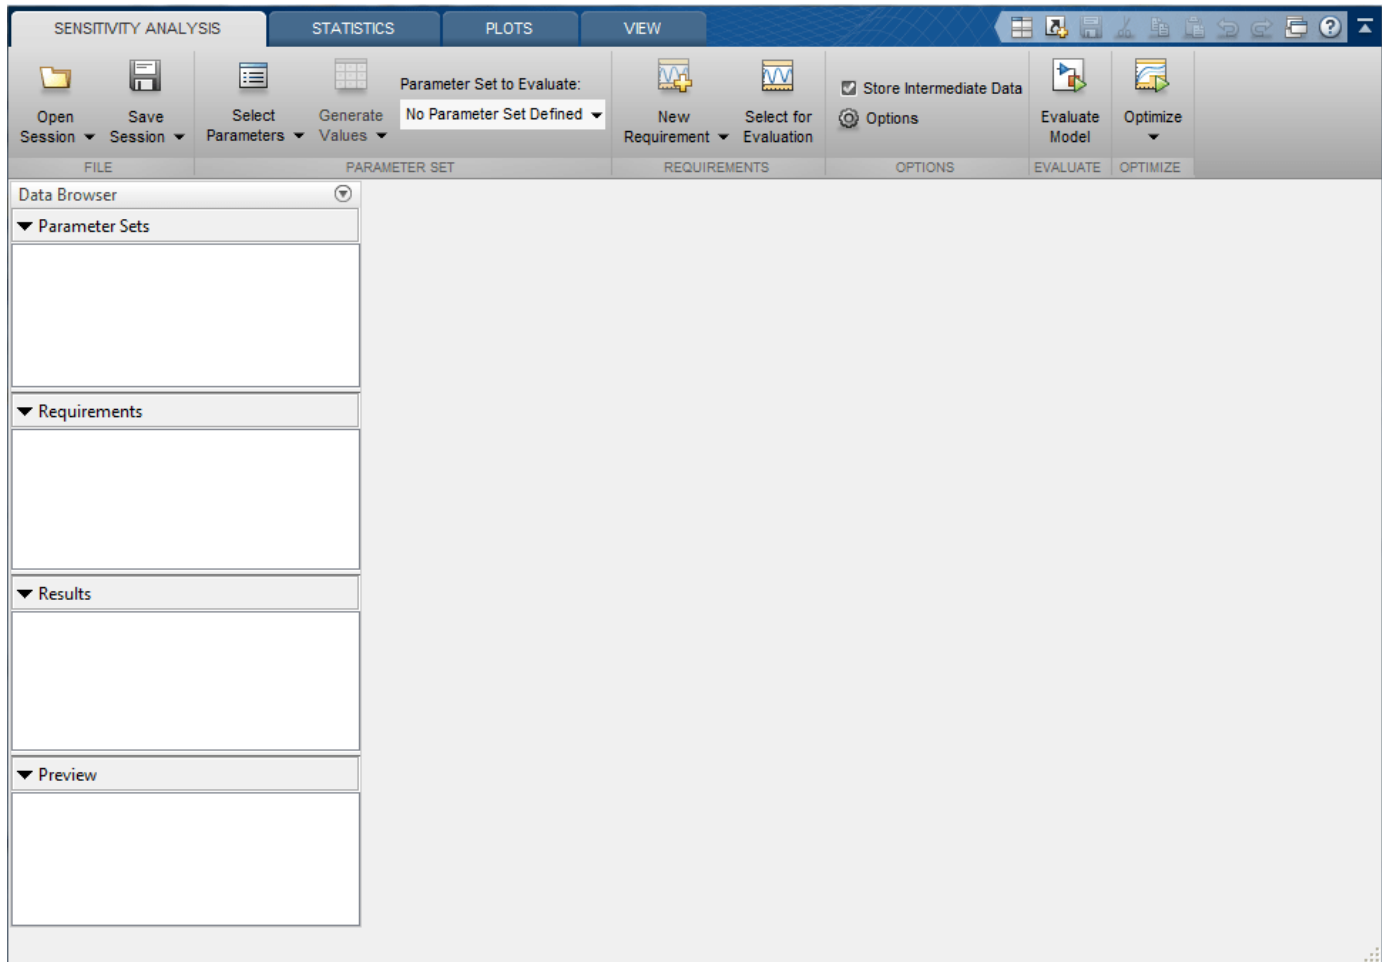 SENSITIVITY ANALYSIS
STATISTICS
PLOTS
VIEW
Open
Session
Save
Session
Select
Parameters
Generate
Values
Parameter Set to Evaluate:
No Parameter Set Defined
New
Requirement
Select for
Evaluation
Store Intermediate Data
Options
Evaluate
Model
Optimize
FILE
PARAMETER SET
REQUIREMENTS
OPTIONS
EVALUATE
OPTIMIZE
Data Browser
Parameter Sets
Requirements
Results
Preview